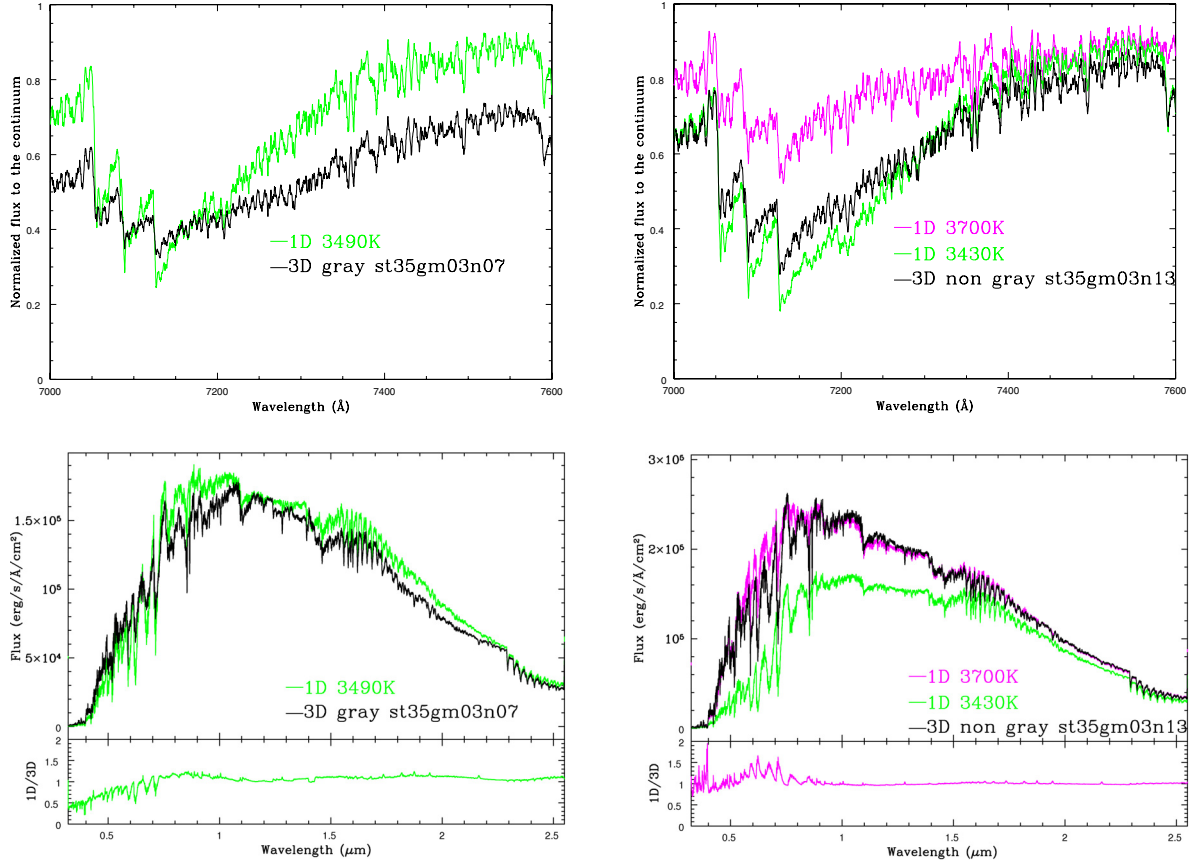 1
0.8
0.6
0.4
0.2
0
Normalized flux to the continuum
—1D 3490K
—3D gray st35gm03n07
7000
7200
7400
7600
Wavelength (Å)
1
0.8
0.6
0.4
0.2
0
Normalized flux to the continuum
—1D 3700K
—1D 3430K
—3D non gray st35gm03n13
7000
7200
7400
7600
Wavelength (Å)
1.5×10⁵
10⁵
5×10⁴
0
Flux (erg/s/Å/cm²)
—1D 3490K
—3D gray st35gm03n07
2
1.5
1
0.5
0
1D/3D
0.5
1
1.5
2
2.5
Wavelength (μm)
3×10⁶
2×10⁶
10⁶
0
Flux (erg/s/Å/cm²)
—1D 3700K
—1D 3430K
—3D non gray st35gm03n13
2
1.5
1
0.5
0
1D/3D
0.5
1
1.5
2
2.5
Wavelength (μm)